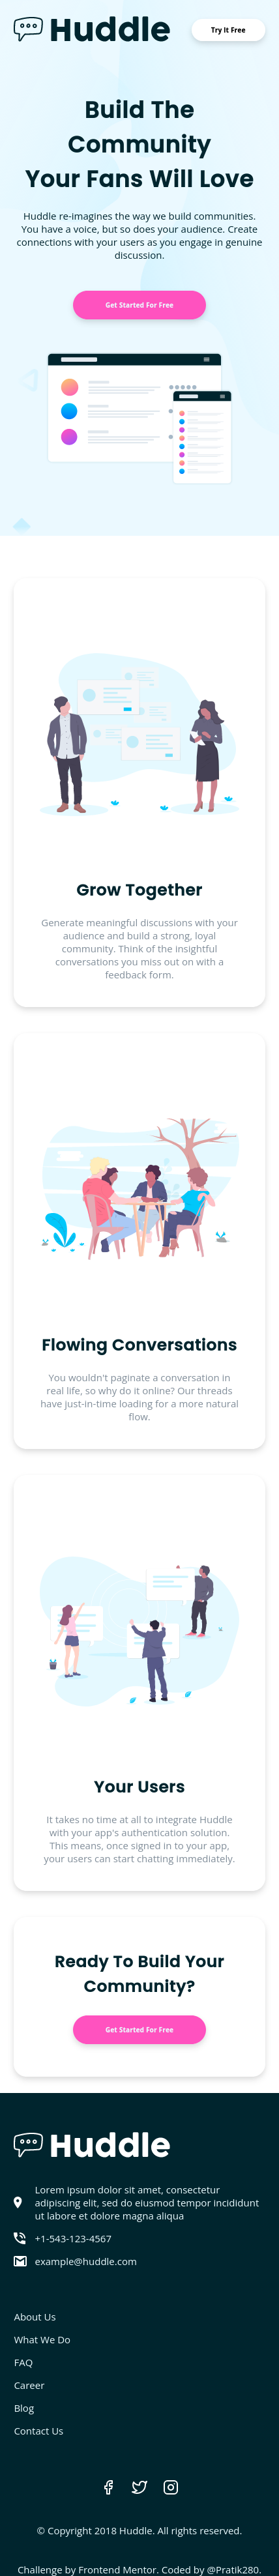 Huddle
Try It Free
Build The
Community
Your Fans Will Love
Huddle re-imagines the way we build communities.
You have a voice, but so does your audience. Create
connections with your users as you engage in genuine
discussion.
Get Started For Free
Grow Together
Generate meaningful discussions with your
audience and build a strong, loyal
community. Think of the insightful
conversations you miss out on with a
feedback form.
Flowing Conversations
You wouldn't paginate a conversation in
real life, so why do it online? Our threads
have just-in-time loading for a more natural
flow.
Your Users
It takes no time at all to integrate Huddle
with your app's authentication solution.
This means, once signed in to your app,
your users can start chatting immediately.
Ready To Build Your
Community?
Get Started For Free
Huddle
Lorem ipsum dolor sit amet, consectetur
adipiscing elit, sed do eiusmod tempor incididunt
ut labore et dolore magna aliqua
+1-543-123-4567
example@huddle.com
About Us
What We Do
FAQ
Career
Blog
Contact Us
© Copyright 2018 Huddle. All rights reserved.
Challenge by Frontend Mentor. Coded by @Pratik280.